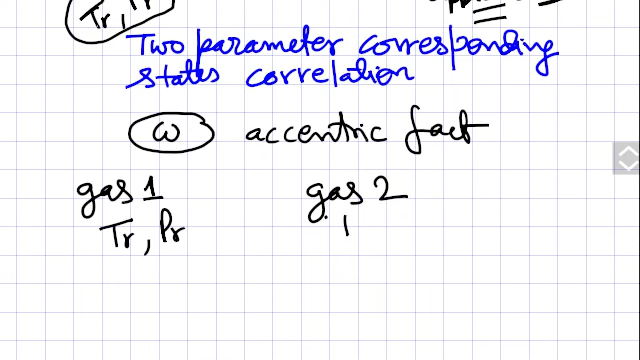 Tr, Pr
Two parameter corresponding
states correlation
ω accentric fact
gas 1 gas 2
Tr, Pr